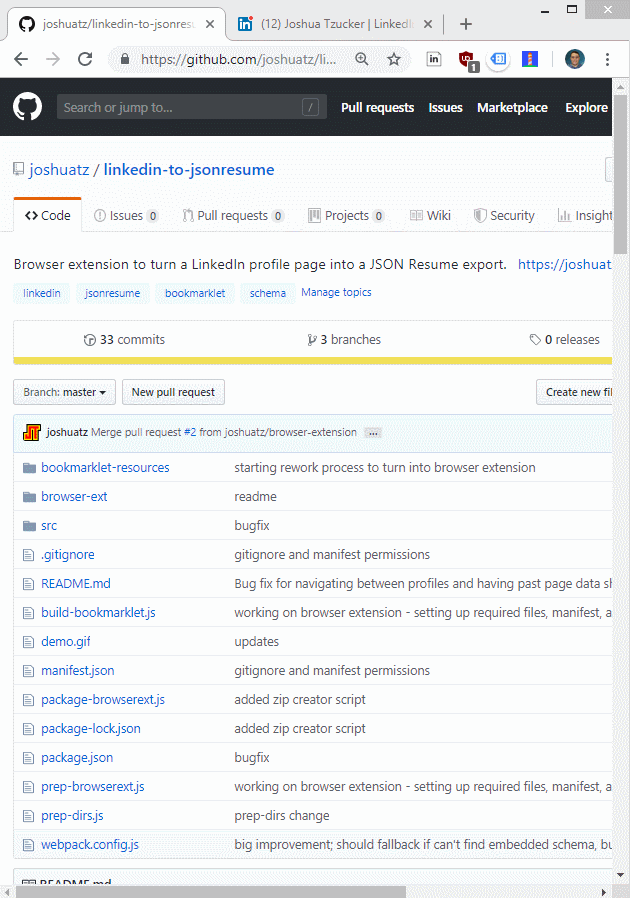 joshuatz/linkedin-to-jsonresu
(12) Joshua Tzucker | LinkedI
https://github.com/joshuatz/li...
in
1
Search or jump to...
/
Pull requests
Issues
Marketplace
Explore
joshuatz / linkedin-to-jsonresume
Code
Issues 0
Pull requests 0
Projects 0
Wiki
Security
Insight
Browser extension to turn a LinkedIn profile page into a JSON Resume export. https://joshuat
linkedin
jsonresume
bookmarklet
schema
Manage topics
33 commits
3 branches
0 releases
Branch: master
New pull request
Create new fil
joshuatz Merge pull request #2 from joshuatz/browser-extension ...
bookmarklet-resources starting rework process to turn into browser extension
browser-ext readme
src bugfix
.gitignore gitignore and manifest permissions
README.md Bug fix for navigating between profiles and having past page data sh
build-bookmarklet.js working on browser extension - setting up required files, manifest, a
demo.gif updates
manifest.json gitignore and manifest permissions
package-browserext.js added zip creator script
package-lock.json added zip creator script
package.json bugfix
prep-browserext.js working on browser extension - setting up required files, manifest, a
prep-dirs.js prep-dirs change
webpack.config.js big improvement; should fallback if can't find embedded schema, bu
README.md